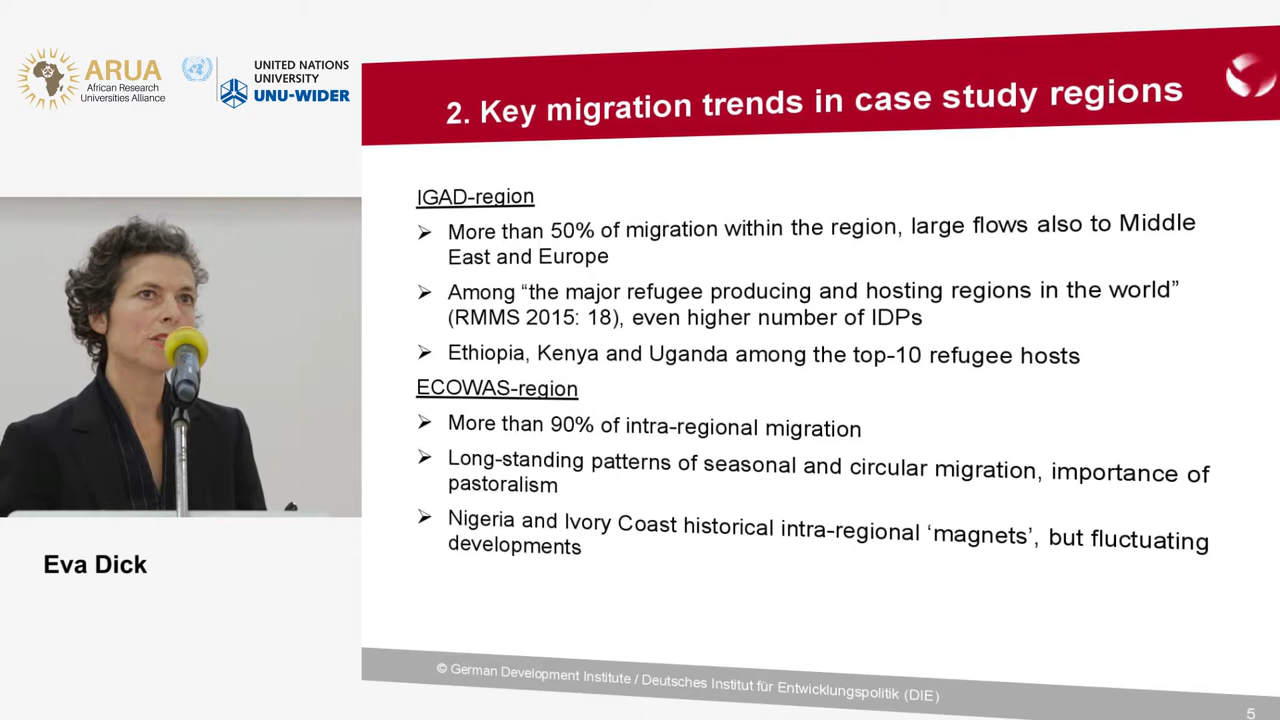 ARUA
African Research
Universities Alliance
UNITED NATIONS
UNIVERSITY
UNU-WIDER
2. Key migration trends in case study regions
IGAD-region
➢ More than 50% of migration within the region, large flows also to Middle
East and Europe
➢ Among “the major refugee producing and hosting regions in the world”
(RMMS 2015: 18), even higher number of IDPs
➢ Ethiopia, Kenya and Uganda among the top-10 refugee hosts
ECOWAS-region
➢ More than 90% of intra-regional migration
➢ Long-standing patterns of seasonal and circular migration, importance of
pastoralism
➢ Nigeria and Ivory Coast historical intra-regional ‘magnets’, but fluctuating
developments
Eva Dick
© German Development Institute / Deutsches Institut für Entwicklungspolitik (DIE)
5